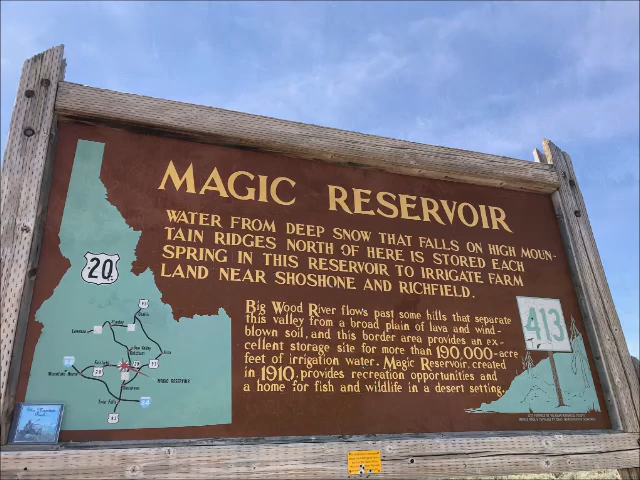 MAGIC RESERVOIR
WATER FROM DEEP SNOW THAT FALLS ON HIGH MOUN-
TAIN RIDGES NORTH OF HERE IS STORED EACH
SPRING IN THIS RESERVOIR TO IRRIGATE FARM
LAND NEAR SHOSHONE AND RICHFIELD.
Big Wood River flows past some hills that separate
this valley from a broad plain of lava and wind-
blown soil, and this border area provides an ex-
cellent storage site for more than 190,000-acre
feet of irrigation water. Magic Reservoir, created
in 1910, provides recreation opportunities and
a home for fish and wildlife in a desert setting.
20
413
MAGIC RESERVOIR
Twin Falls